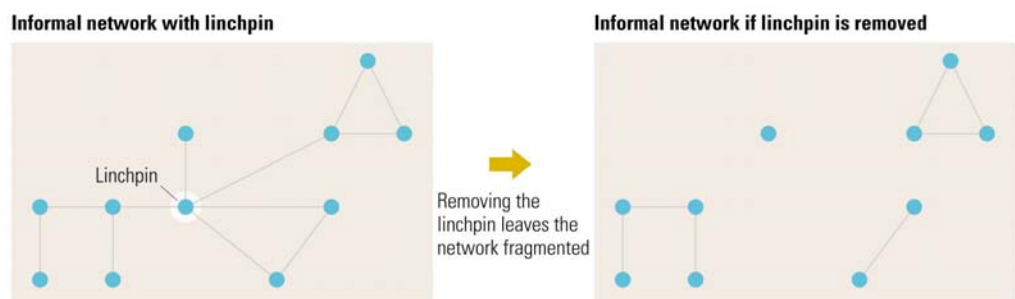 Informal network with linchpin
Informal network if linchpin is removed
Linchpin
Removing the
linchpin leaves the
network fragmented